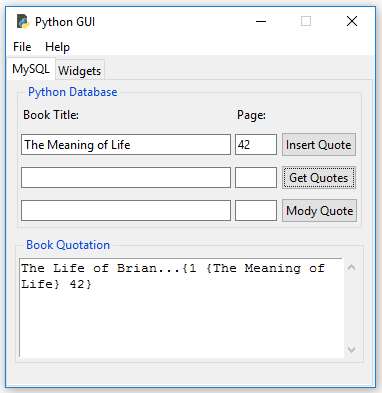 Python GUI
File Help
MySQL Widgets
Python Database
Book Title: Page:
The Meaning of Life 42 Insert Quote
Get Quotes
Mody Quote
Book Quotation
The Life of Brian...{1 {The Meaning of
Life} 42}